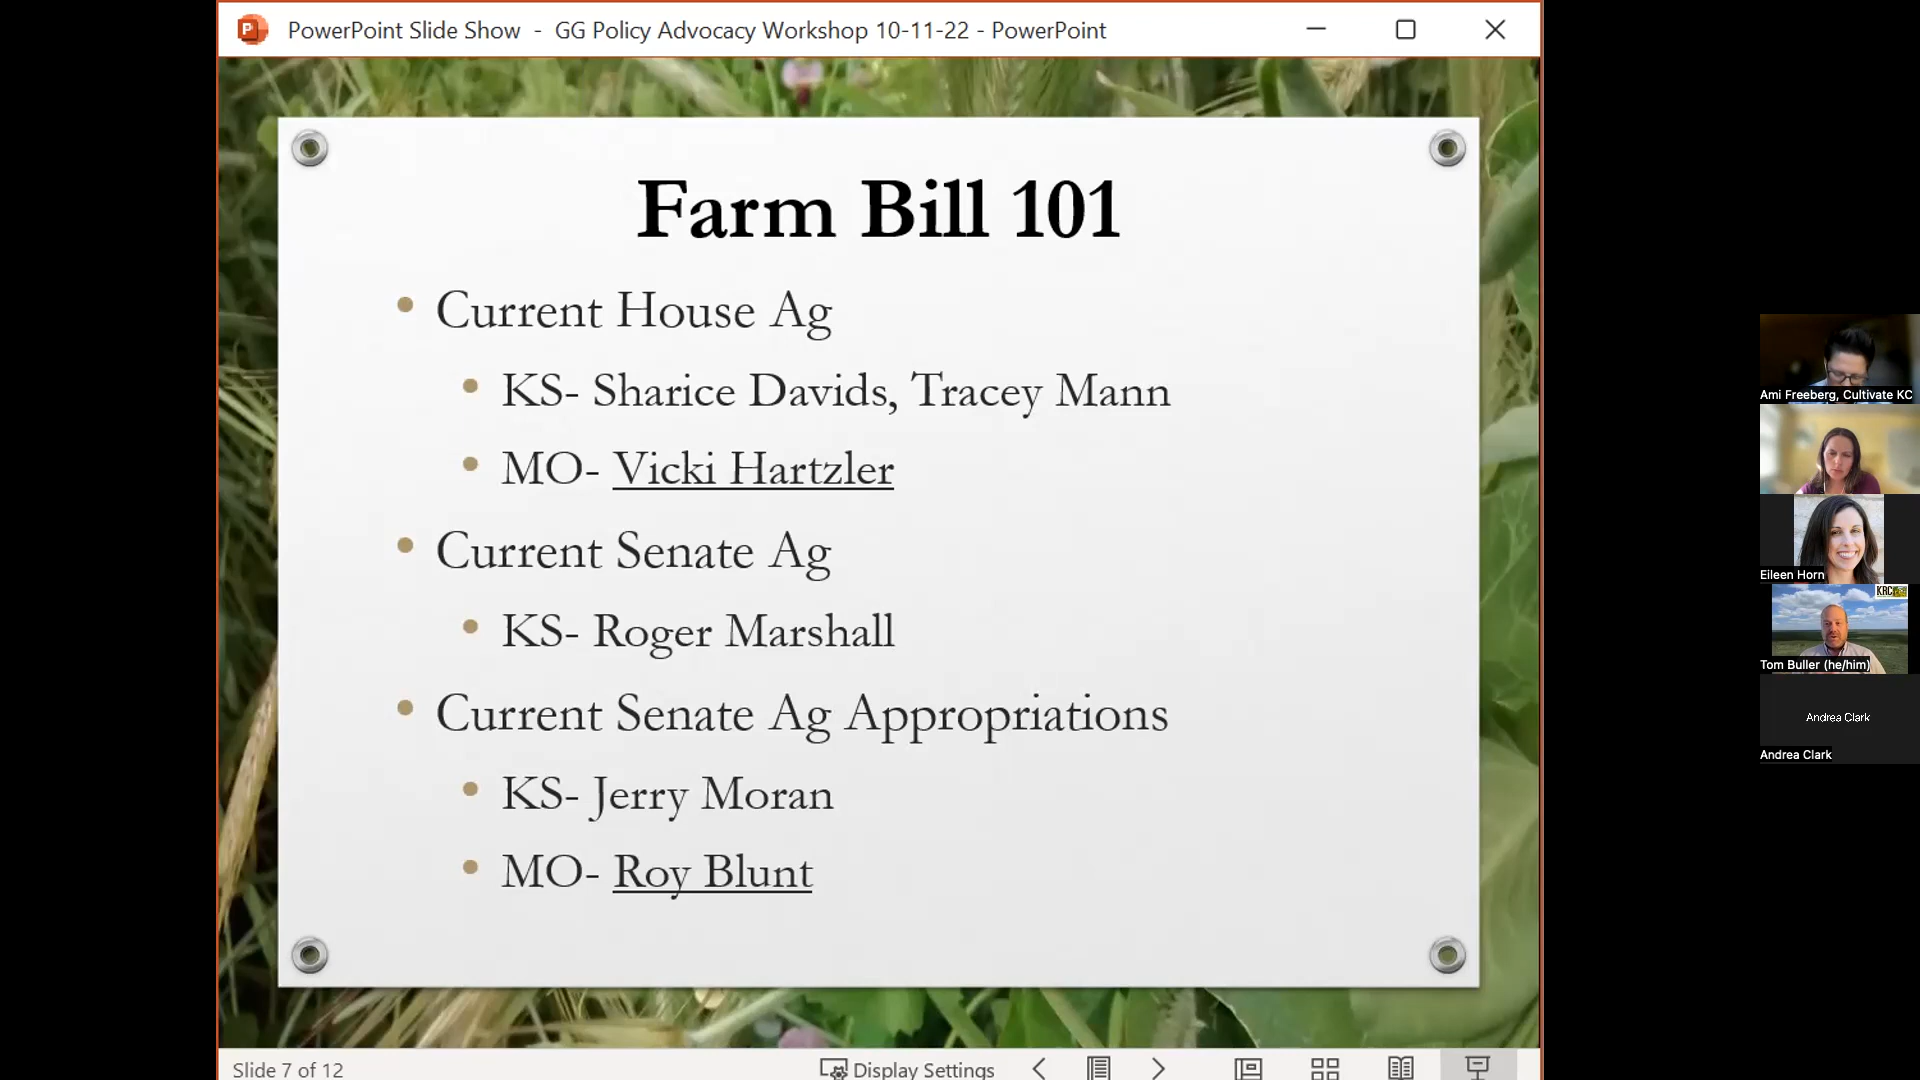 PowerPoint Slide Show - GG Policy Advocacy Workshop 10-11-22 - PowerPoint
Farm Bill 101
Current House Ag
KS- Sharice Davids, Tracey Mann
MO- Vicki Hartzler
Current Senate Ag
KS- Roger Marshall
Current Senate Ag Appropriations
KS- Jerry Moran
MO- Roy Blunt
Slide 7 of 12
Display Settings
Ami Freeberg, Cultivate KC
Eileen Horn
KRC
Tom Buller (he/him)
Andrea Clark
Andrea Clark